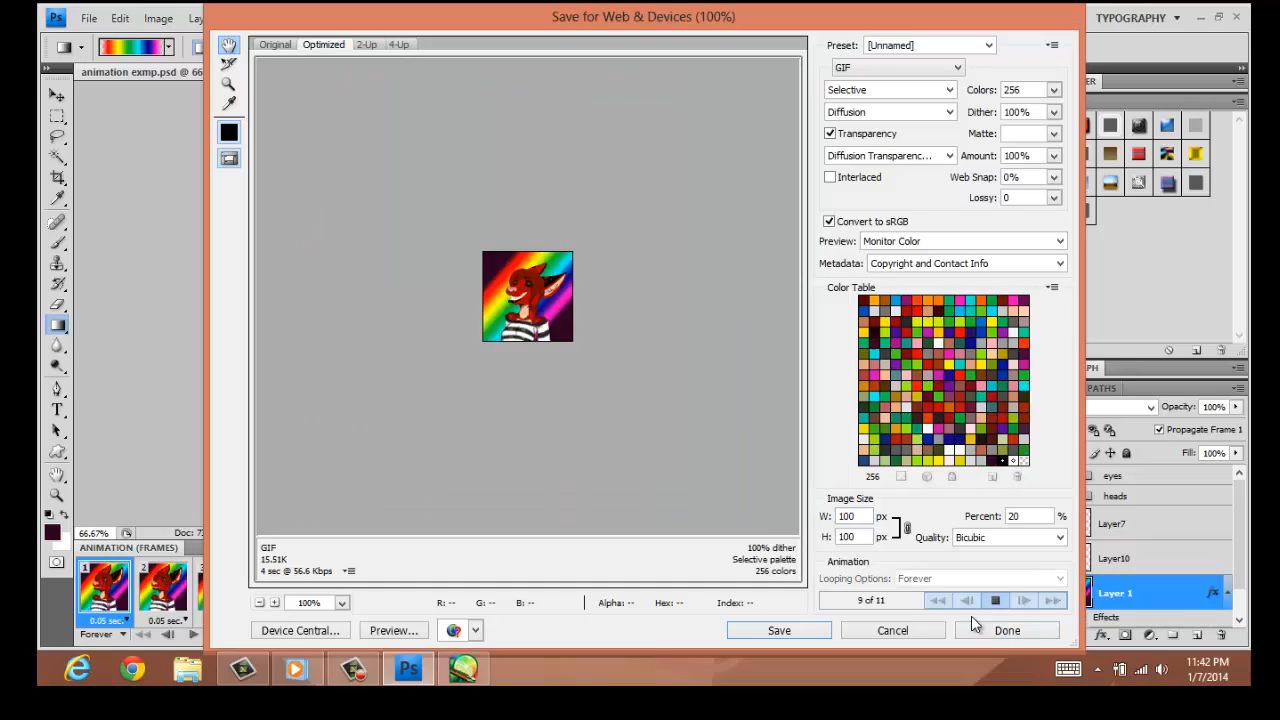 Save for Web & Devices (100%)
Ps File Edit Image
TYPOGRAPHY
animation exmp.psd @ 66
Original Optimized 2-Up 4-Up
Preset: [Unnamed]
GIF
Selective Colors: 256
Diffusion Dither: 100%
Transparency Matte:
Diffusion Transparenc... Amount: 100%
Interlaced Web Snap: 0%
Lossy: 0
Convert to sRGB
Preview: Monitor Color
Metadata: Copyright and Contact Info
Color Table
256
PATHS
Opacity: 100%
Propagate Frame 1
Fill: 100%
eyes
heads
Layer7
Layer10
Layer 1 fx
Effects
Image Size
W: 100 px Percent: 20 %
H: 100 px Quality: Bicubic
Animation
Looping Options: Forever
9 of 11
66.67%
ANIMATION (FRAMES)
1 2
0.05 sec. 0.05 sec.
Forever
GIF 100% dither
15.51K Selective palette
4 sec @ 56.6 Kbps 256 colors
100% R: -- G: -- B: -- Alpha: -- Hex: -- Index: --
Device Central... Preview... Save Cancel Done
Ps
11:42 PM
1/7/2014